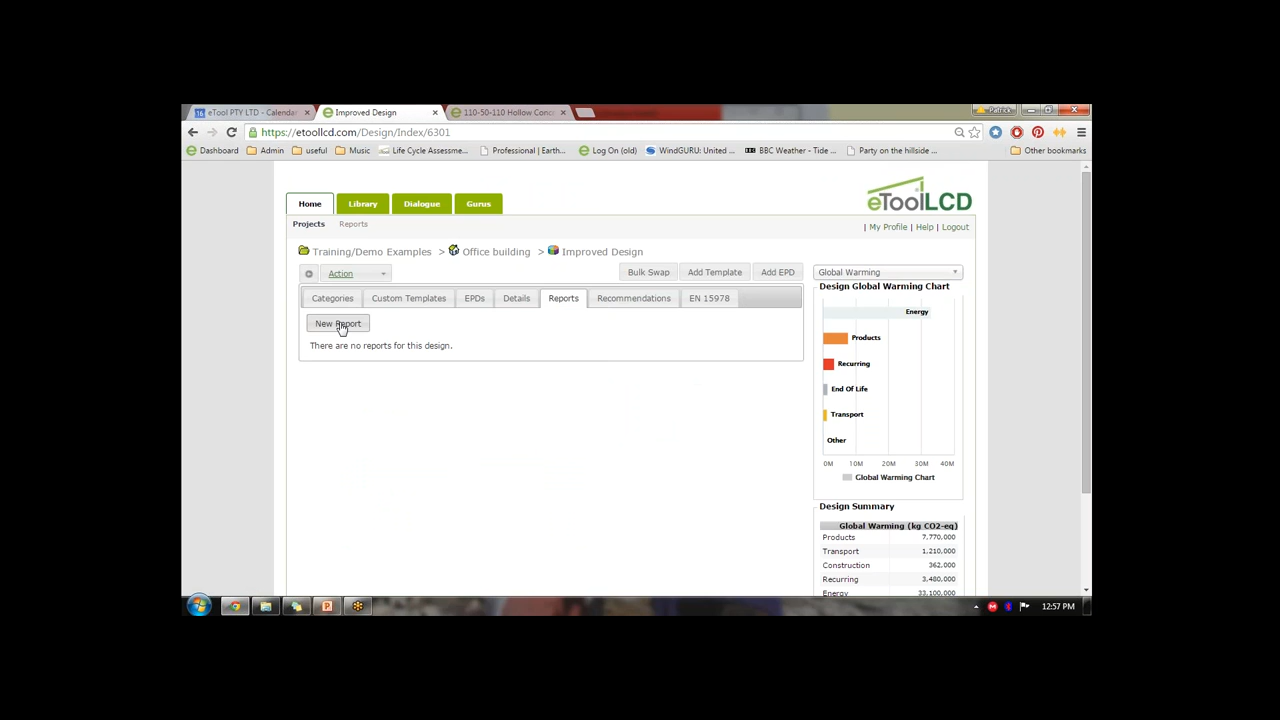 eTool PTY LTD - Calenda
Improved Design
110-50-110 Hollow Conc
Patrick
https://etoollcd.com/Design/Index/6301
Dashboard
Admin
useful
Music
Life Cycle Assessme...
Professional | Earth...
Log On (old)
WindGURU: United ...
BBC Weather - Tide ...
Party on the hillside ...
Other bookmarks
eToolLCD
Home
Library
Dialogue
Gurus
Projects
Reports
| My Profile | Help | Logout
Training/Demo Examples > Office building > Improved Design
Action
Bulk Swap
Add Template
Add EPD
Global Warming
Categories
Custom Templates
EPDs
Details
Reports
Recommendations
EN 15978
New Report
There are no reports for this design.
Design Global Warming Chart
Energy
Products
Recurring
End Of Life
Transport
Other
0M 10M 20M 30M 40M
Global Warming Chart
Design Summary
Global Warming (kg CO2-eq)
Products 7,770,000
Transport 1,210,000
Construction 362,000
Recurring 3,480,000
Energy 33,100,000
12:57 PM